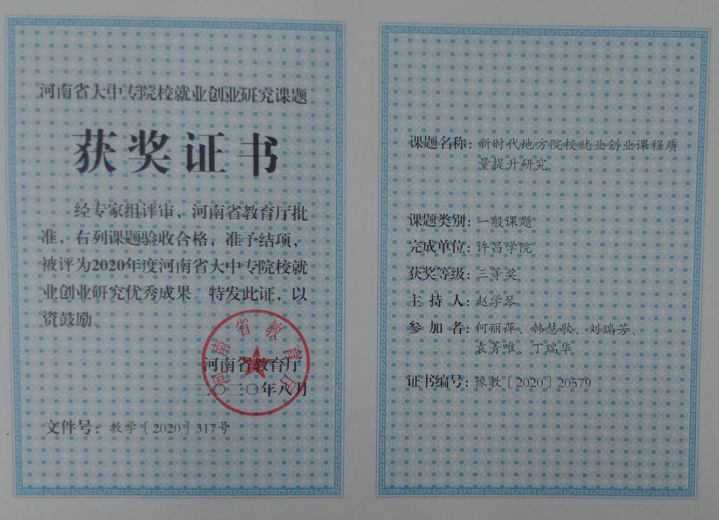 河南省大中专院校就业创业研究课题
获奖证书
经专家组评审，河南省教育厅批
准，右列课题验收合格，准予结项，
被评为2020年度河南省大中专院校就
业创业研究优秀成果。特发此证，以
资鼓励。
河南省教育厅
河南省教育厅
二〇二〇年八月
文件号：教学〔2020〕317号
课题名称：新时代地方院校就业创业课程质
量提升研究
课题类别：一般课题
完成单位：许昌学院
获奖等级：三等奖
主持人：赵学琴
参加者：何丽萍、韩慧歌、刘瑞芳、
袁菁唯、丁瑞华
证书编号：豫教〔2020〕20579